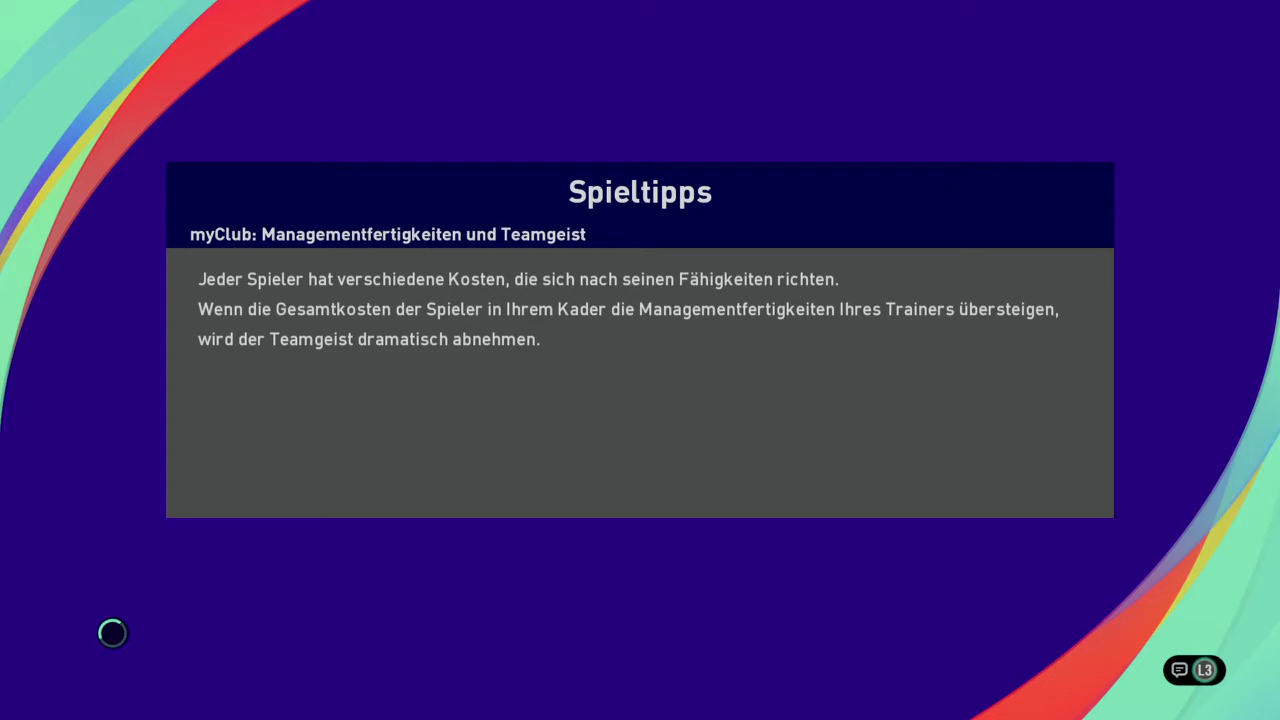 Spieltipps
myClub: Managementfertigkeiten und Teamgeist
Jeder Spieler hat verschiedene Kosten, die sich nach seinen Fähigkeiten richten.
Wenn die Gesamtkosten der Spieler in Ihrem Kader die Managementfertigkeiten Ihres Trainers übersteigen,
wird der Teamgeist dramatisch abnehmen.
L3